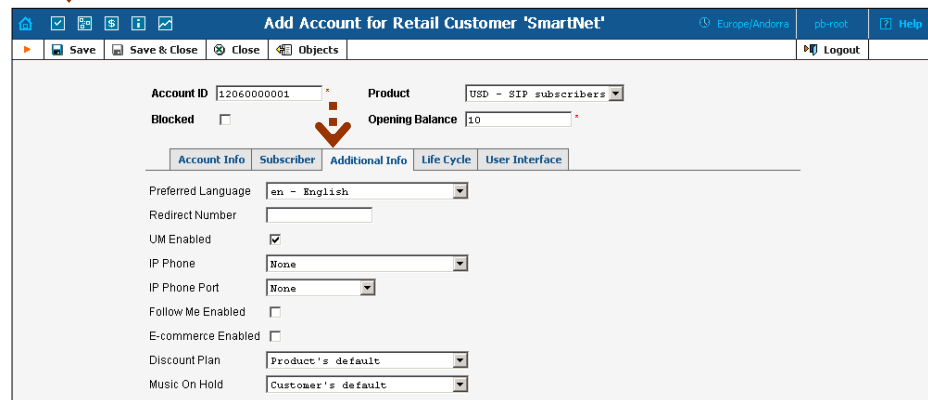 Add Account for Retail Customer 'SmartNet' Europe/Andorra pb-root ? Help
Save Save & Close Close Objects Logout
Account ID 12060000001 * Product USD - SIP subscribers
Blocked Opening Balance 10 *
Account Info Subscriber Additional Info Life Cycle User Interface
Preferred Language en - English
Redirect Number
UM Enabled
IP Phone None
IP Phone Port None
Follow Me Enabled
E-commerce Enabled
Discount Plan Product's default
Music On Hold Customer's default